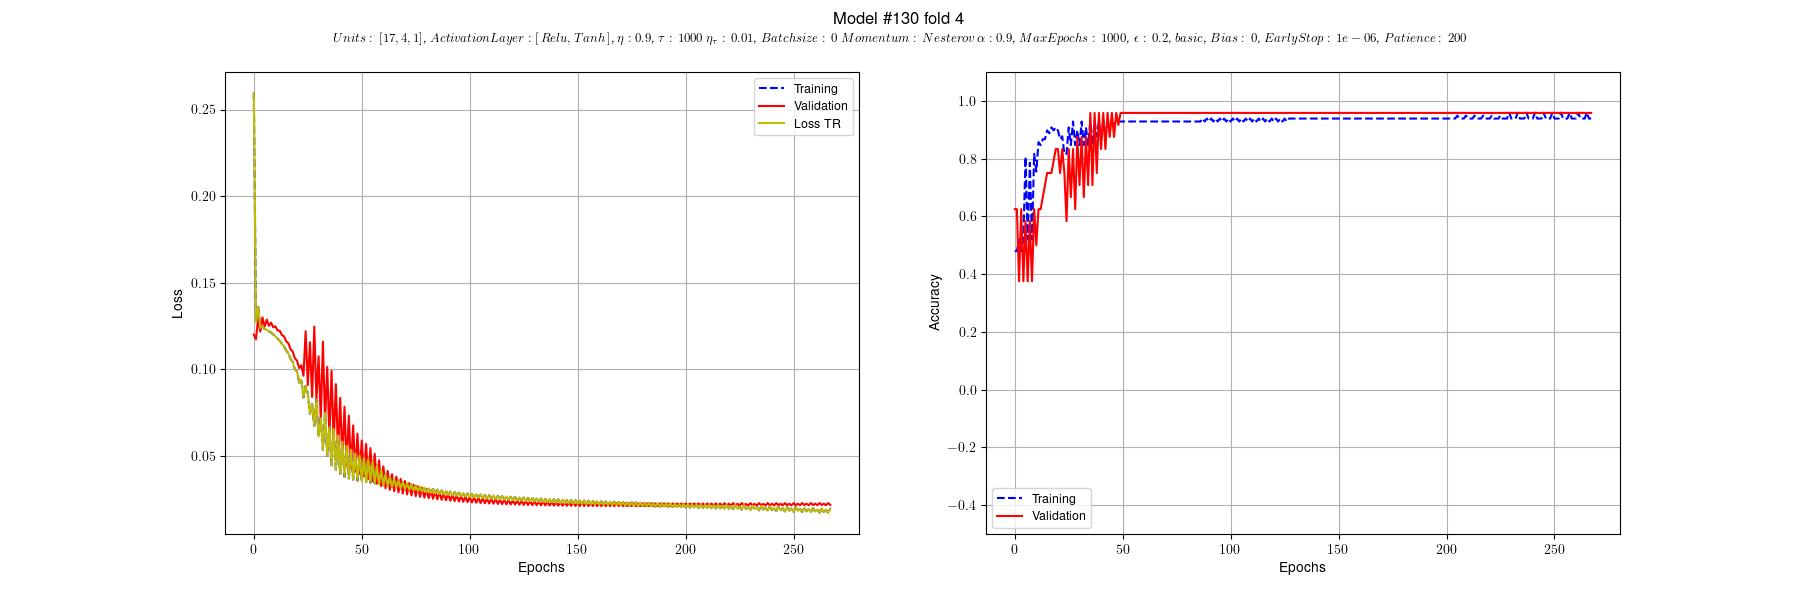 Model #130 fold 4
Units : [17, 4, 1], ActivationLayer : [Relu, Tanh], η : 0.9, τ : 1000 η_τ : 0.01, Batchsize : 0 Momentum : Nesterov α : 0.9, MaxEpochs : 1000, ϵ : 0.2, basic, Bias : 0, EarlyStop : 1e − 06, Patience : 200
Training
Validation
Loss TR
0.25
0.20
0.15
0.10
0.05
Loss
0 50 100 150 200 250
Epochs
1.0
0.8
0.6
0.4
0.2
0.0
−0.2
−0.4
Accuracy
Training
Validation
0 50 100 150 200 250
Epochs